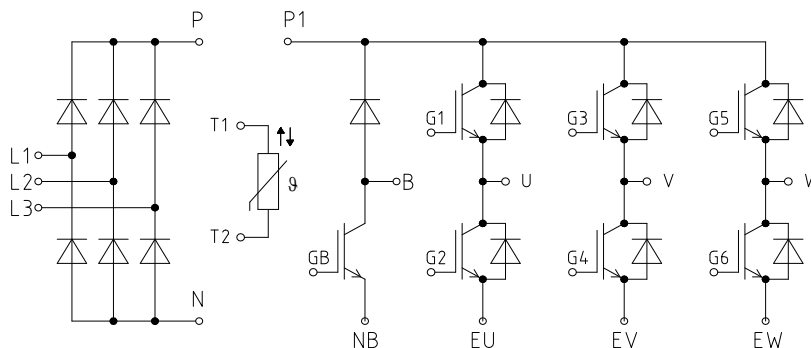 P P1
T1 G1 G3 G5
L1
L2 B U V W
L3 ϑ
T2 GB G2 G4 G6
N
NB EU EV EW